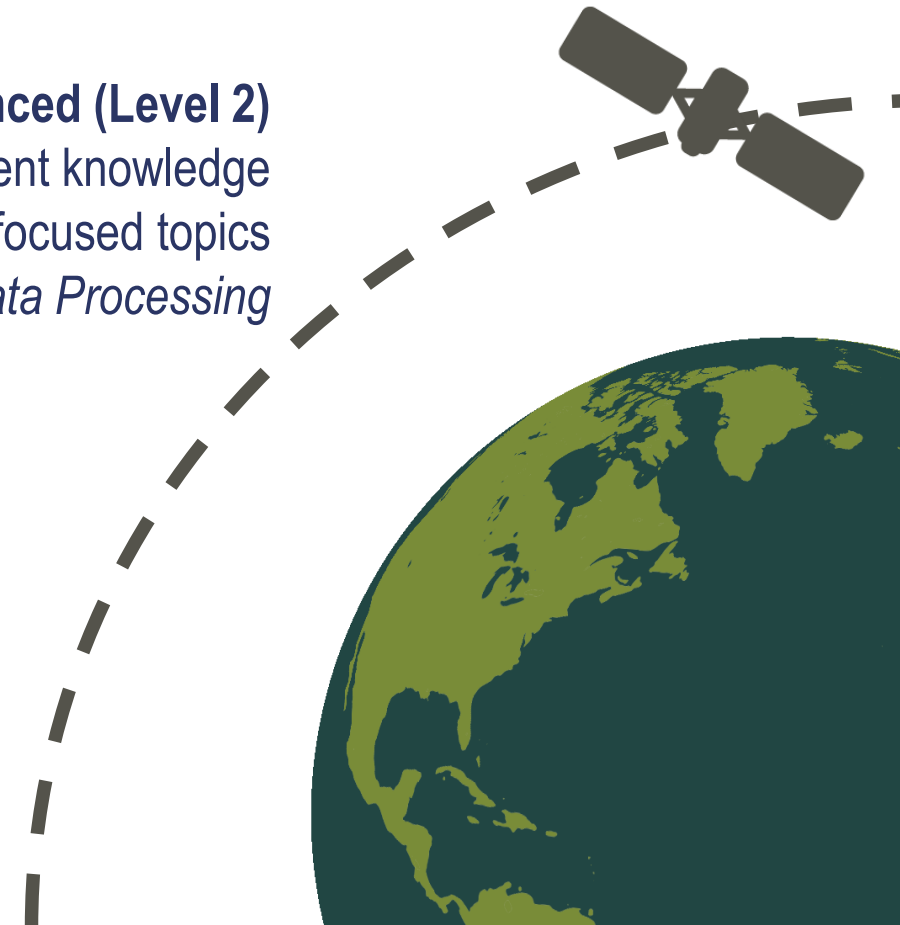 nced (Level 2)
ent knowledge
focused topics
ata Processing